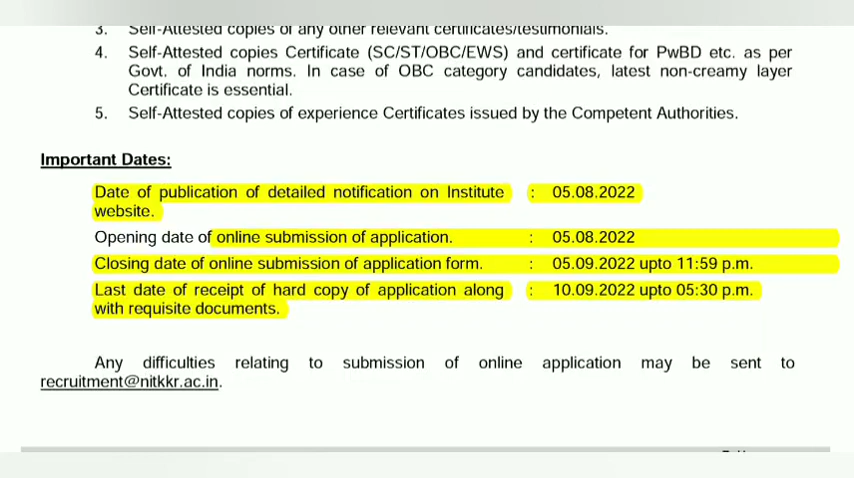 3. Self-Attested copies of any other relevant certificates/testimonials.
4. Self-Attested copies Certificate (SC/ST/OBC/EWS) and certificate for PwBD etc. as per
Govt. of India norms. In case of OBC category candidates, latest non-creamy layer
Certificate is essential.
5. Self-Attested copies of experience Certificates issued by the Competent Authorities.
Important Dates:
Date of publication of detailed notification on Institute : 05.08.2022
website.
Opening date of online submission of application. : 05.08.2022
Closing date of online submission of application form. : 05.09.2022 upto 11:59 p.m.
Last date of receipt of hard copy of application along : 10.09.2022 upto 05:30 p.m.
with requisite documents.
Any difficulties relating to submission of online application may be sent to
recruitment@nitkkr.ac.in.